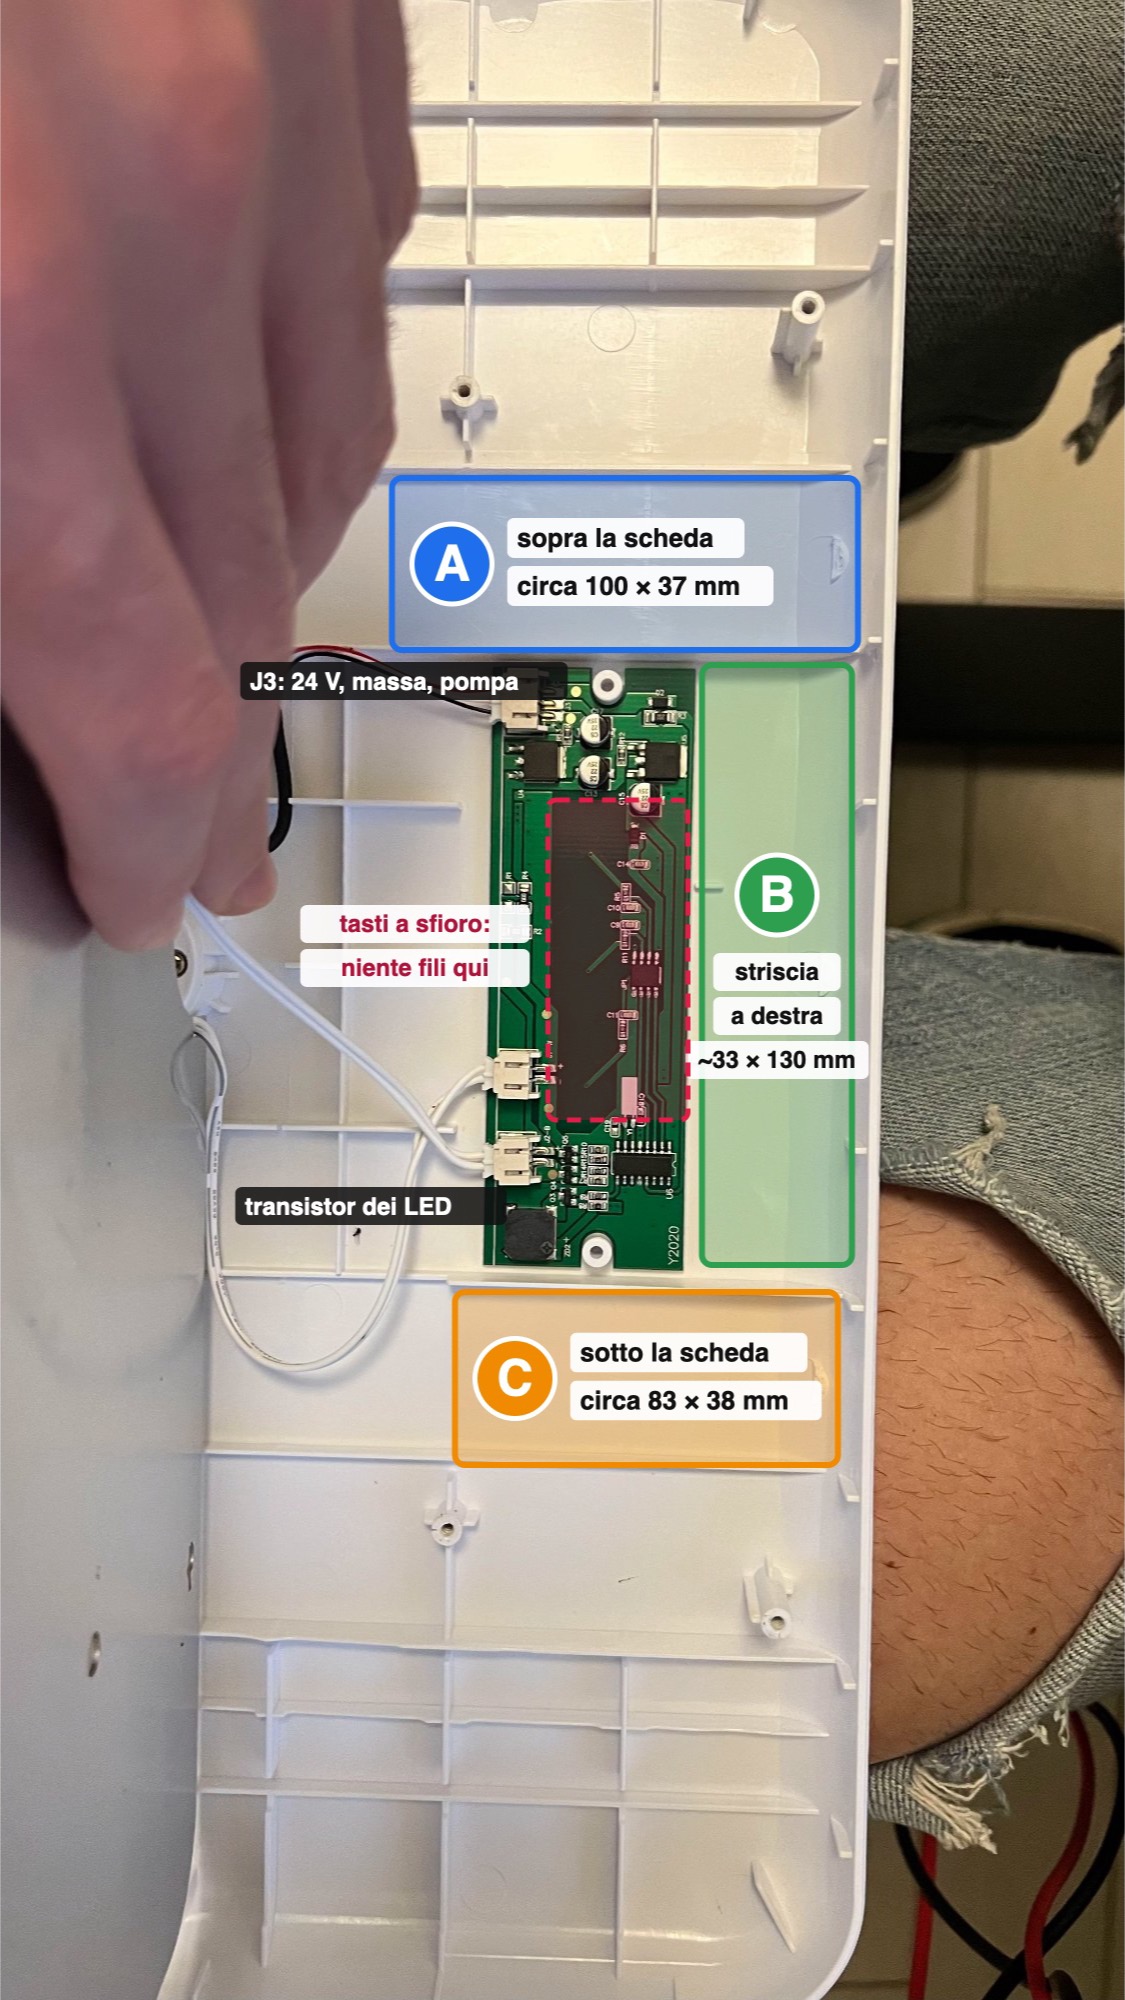 A
sopra la scheda
circa 100 × 37 mm
J3: 24 V, massa, pompa
tasti a sfioro:
niente fili qui
B
striscia
a destra
~33 × 130 mm
transistor dei LED
Y2020
C
sotto la scheda
circa 83 × 38 mm